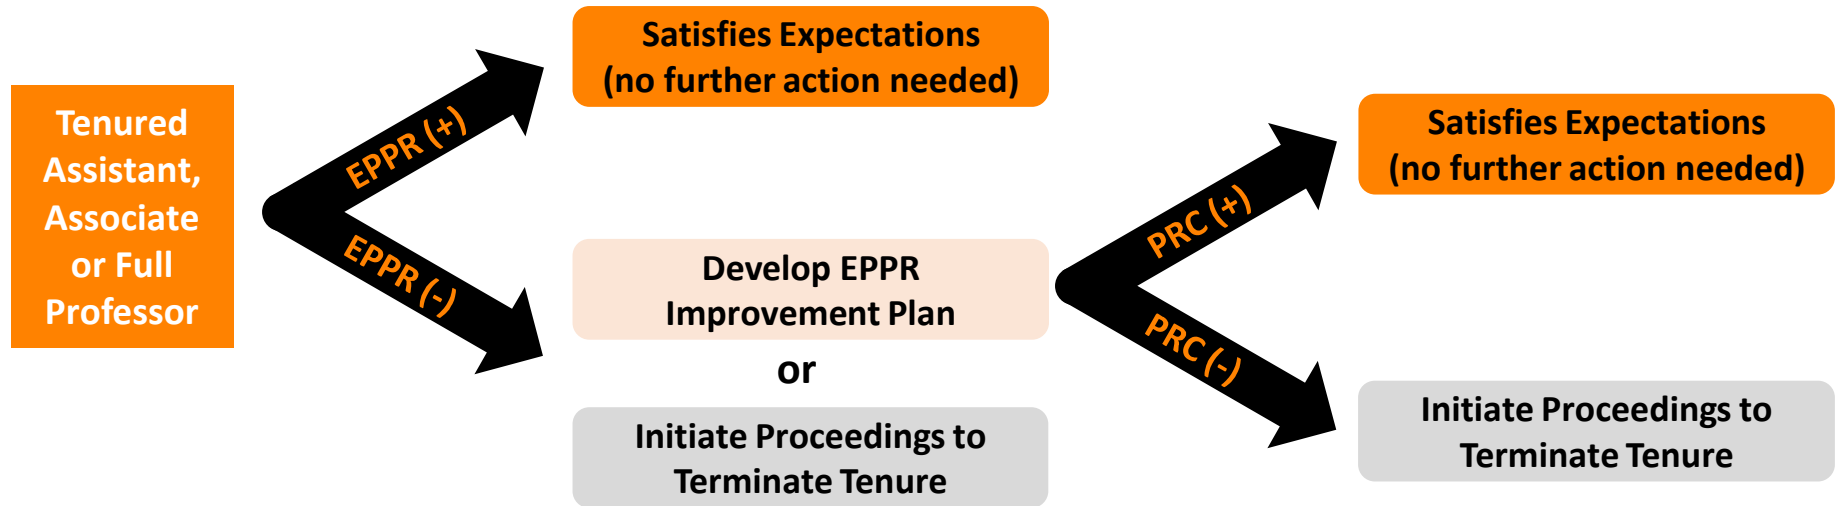 Tenured
Assistant,
Associate
or Full
Professor
EPPR (+)
EPPR (-)
Satisfies Expectations
(no further action needed)
Develop EPPR
Improvement Plan
or
Initiate Proceedings to
Terminate Tenure
PRC (+)
PRC (-)
Satisfies Expectations
(no further action needed)
Initiate Proceedings to
Terminate Tenure